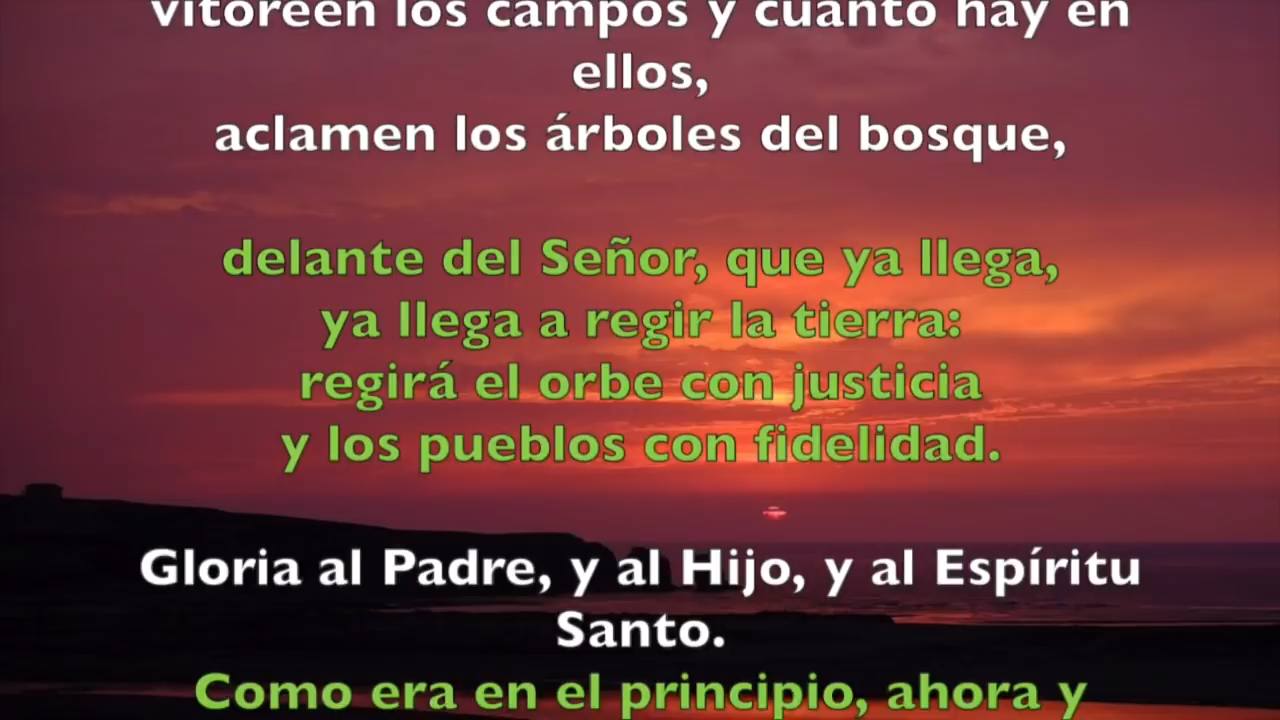 vitoreen los campos y cuanto hay en
ellos,
aclamen los árboles del bosque,
delante del Señor, que ya llega,
ya llega a regir la tierra:
regirá el orbe con justicia
y los pueblos con fidelidad.
Gloria al Padre, y al Hijo, y al Espíritu
Santo.
Como era en el principio, ahora y